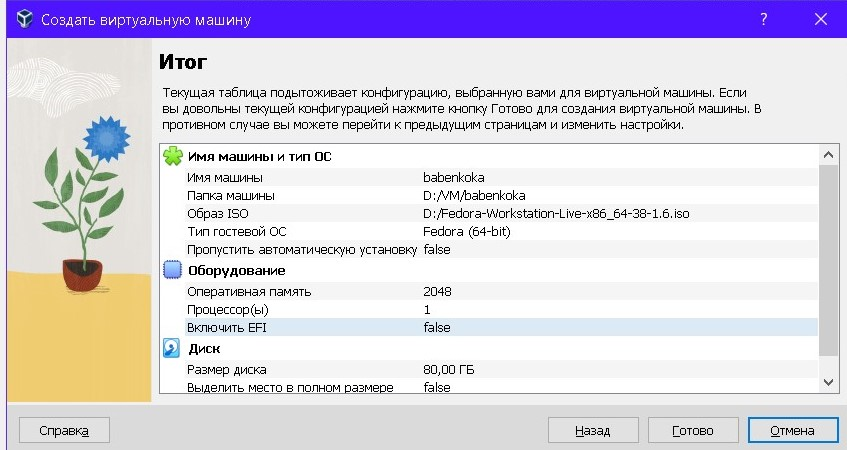 Создать виртуальную машину
Итог
Текущая таблица подытоживает конфигурацию, выбранную вами для виртуальной машины. Если
вы довольны текущей конфигурацией нажмите кнопку Готово для создания виртуальной машины. В
противном случае вы можете перейти к предыдущим страницам и изменить настройки.
Имя машины и тип ОС
Имя машины babenkoka
Папка машины D:/VM/babenkoka
Образ ISO D:/Fedora-Workstation-Live-x86_64-38-1.6.iso
Тип гостевой ОС Fedora (64-bit)
Пропустить автоматическую установку false
Оборудование
Оперативная память 2048
Процессор(ы) 1
Включить EFI false
Диск
Размер диска 80,00 ГБ
Выделить место в полном размере false
Справка Назад Готово Отмена